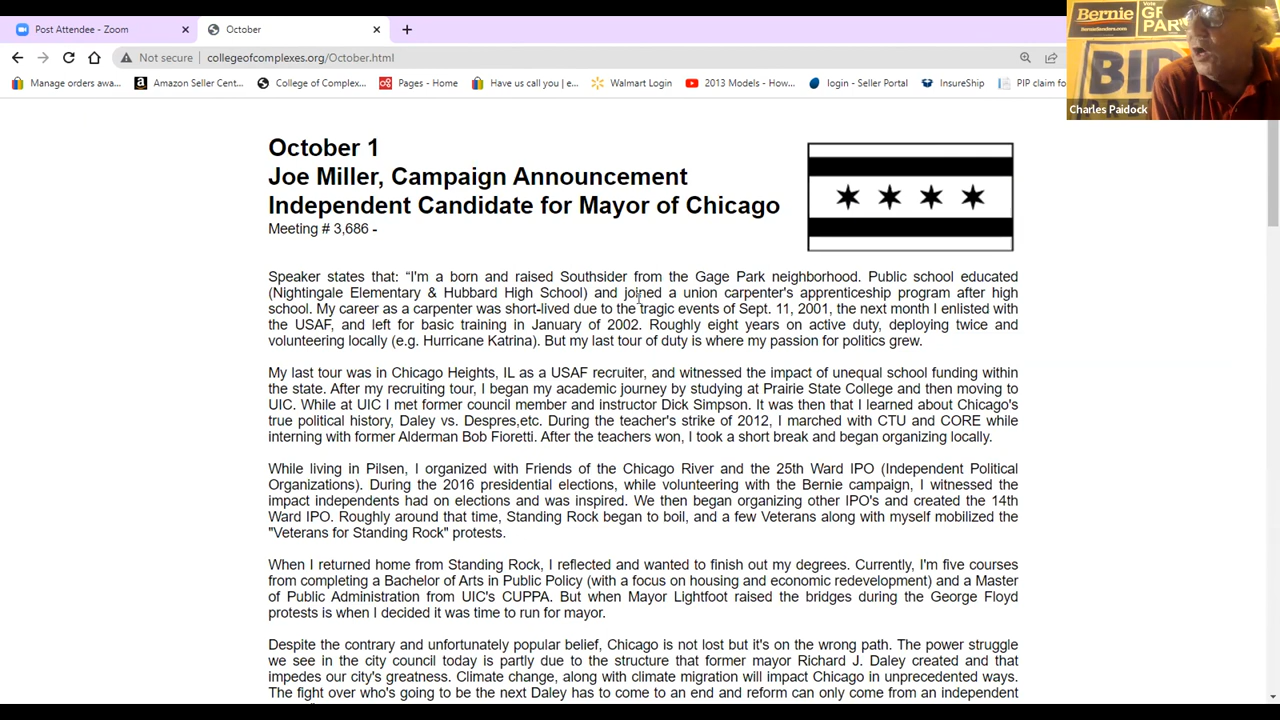 Post Attendee - Zoom
October
Not secure
collegeofcomplexes.org/October.html
Manage orders awa...
Amazon Seller Cent...
College of Complex...
Pages - Home
Have us call you | e...
Walmart Login
2013 Models - How...
login - Seller Portal
InsureShip
PIP claim fo
Bernie
BernieSanders.com
Vote
GR
PAR
BID
Charles Paidock
October 1
Joe Miller, Campaign Announcement
Independent Candidate for Mayor of Chicago
Meeting # 3,686 -
Speaker states that: “I'm a born and raised Southsider from the Gage Park neighborhood. Public school educated
(Nightingale Elementary & Hubbard High School) and joined a union carpenter's apprenticeship program after high
school. My career as a carpenter was short-lived due to the tragic events of Sept. 11, 2001, the next month I enlisted with
the USAF, and left for basic training in January of 2002. Roughly eight years on active duty, deploying twice and
volunteering locally (e.g. Hurricane Katrina). But my last tour of duty is where my passion for politics grew.
My last tour was in Chicago Heights, IL as a USAF recruiter, and witnessed the impact of unequal school funding within
the state. After my recruiting tour, I began my academic journey by studying at Prairie State College and then moving to
UIC. While at UIC I met former council member and instructor Dick Simpson. It was then that I learned about Chicago's
true political history, Daley vs. Despres,etc. During the teacher's strike of 2012, I marched with CTU and CORE while
interning with former Alderman Bob Fioretti. After the teachers won, I took a short break and began organizing locally.
While living in Pilsen, I organized with Friends of the Chicago River and the 25th Ward IPO (Independent Political
Organizations). During the 2016 presidential elections, while volunteering with the Bernie campaign, I witnessed the
impact independents had on elections and was inspired. We then began organizing other IPO's and created the 14th
Ward IPO. Roughly around that time, Standing Rock began to boil, and a few Veterans along with myself mobilized the
"Veterans for Standing Rock" protests.
When I returned home from Standing Rock, I reflected and wanted to finish out my degrees. Currently, I'm five courses
from completing a Bachelor of Arts in Public Policy (with a focus on housing and economic redevelopment) and a Master
of Public Administration from UIC's CUPPA. But when Mayor Lightfoot raised the bridges during the George Floyd
protests is when I decided it was time to run for mayor.
Despite the contrary and unfortunately popular belief, Chicago is not lost but it's on the wrong path. The power struggle
we see in the city council today is partly due to the structure that former mayor Richard J. Daley created and that
impedes our city's greatness. Climate change, along with climate migration will impact Chicago in unprecedented ways.
The fight over who's going to be the next Daley has to come to an end and reform can only come from an independent